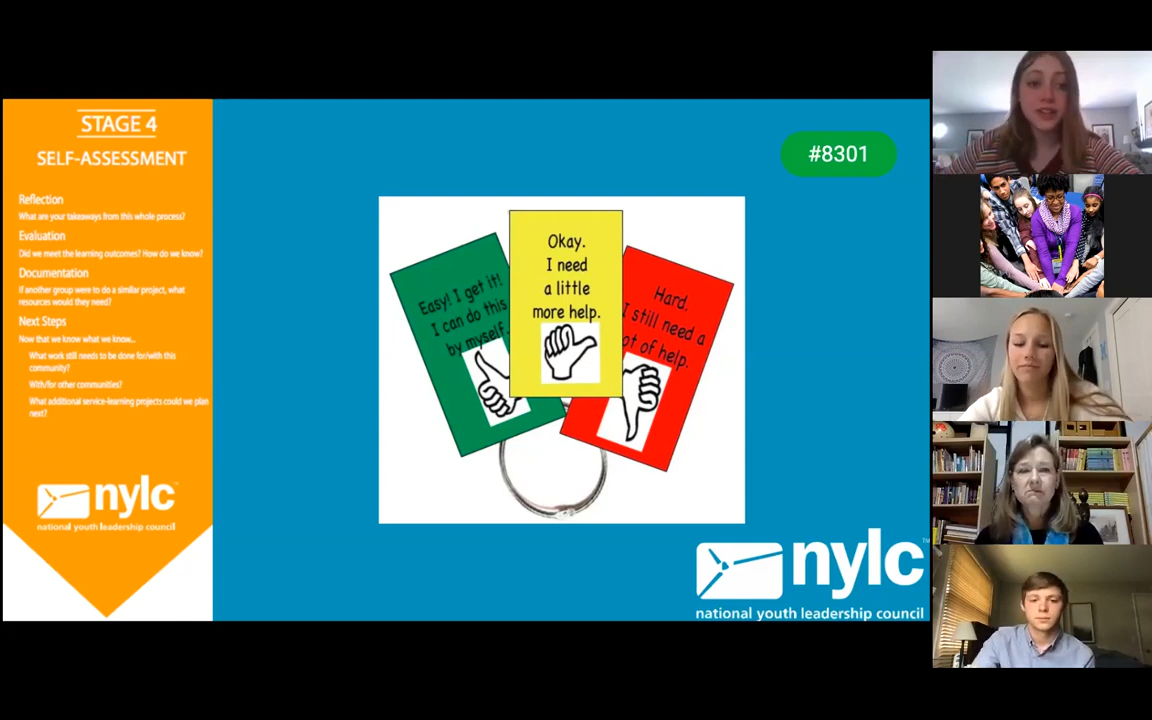 STAGE 4
SELF-ASSESSMENT
Reflection
What are your takeaways from this whole process?
Evaluation
Did we meet the learning outcomes? How do we know?
Documentation
If another group were to do a similar project, what
resources would they need?
Next Steps
Now that we know what we know...
What work still needs to be done for/with this
community?
With/for other communities?
What additional service-learning projects could we plan
next?
nylc
national youth leadership council
#8301
Easy! I get it!
I can do this
by myself.
Okay.
I need
a little
more help.
Hard.
I still need a
ot of help.
nylc™
national youth leadership council